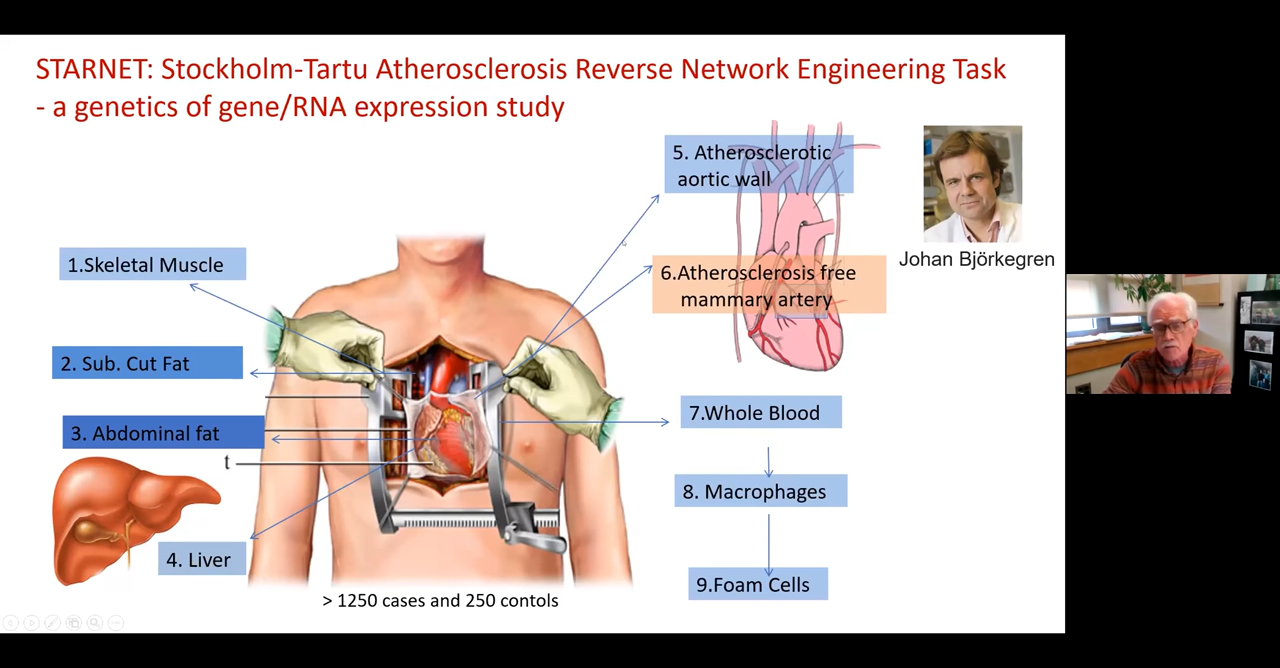 STARNET: Stockholm-Tartu Atherosclerosis Reverse Network Engineering Task
- a genetics of gene/RNA expression study
5. Atherosclerotic
aortic wall
Johan Björkegren
1.Skeletal Muscle
6.Atherosclerosis free
mammary artery
2. Sub. Cut Fat
7.Whole Blood
3. Abdominal fat
t
8. Macrophages
4. Liver
9.Foam Cells
> 1250 cases and 250 contols